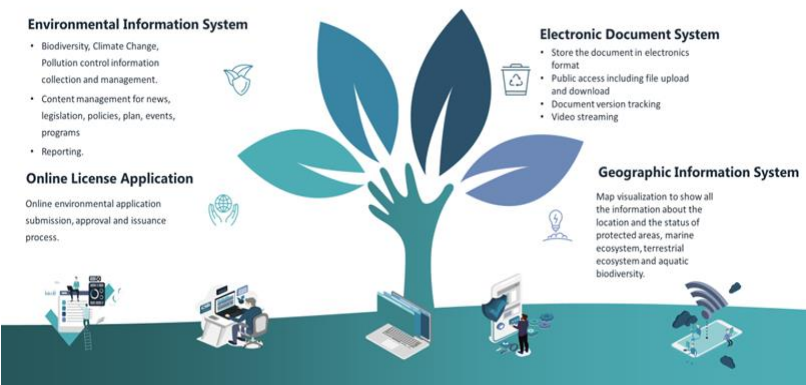 Environmental Information System
• Biodiversity, Climate Change,
Pollution control information
collection and management.
• Content management for news,
legislation, policies, plan, events,
programs
• Reporting.
Online License Application
Online environmental application
submission, approval and issuance
process.
Electronic Document System
• Store the document in electronics
format
• Public access including file upload
and download
• Document version tracking
• Video streaming
Geographic Information System
Map visualization to show all
the information about the
location and the status of
protected areas, marine
ecosystem, terrestrial
ecosystem and aquatic
biodiversity.